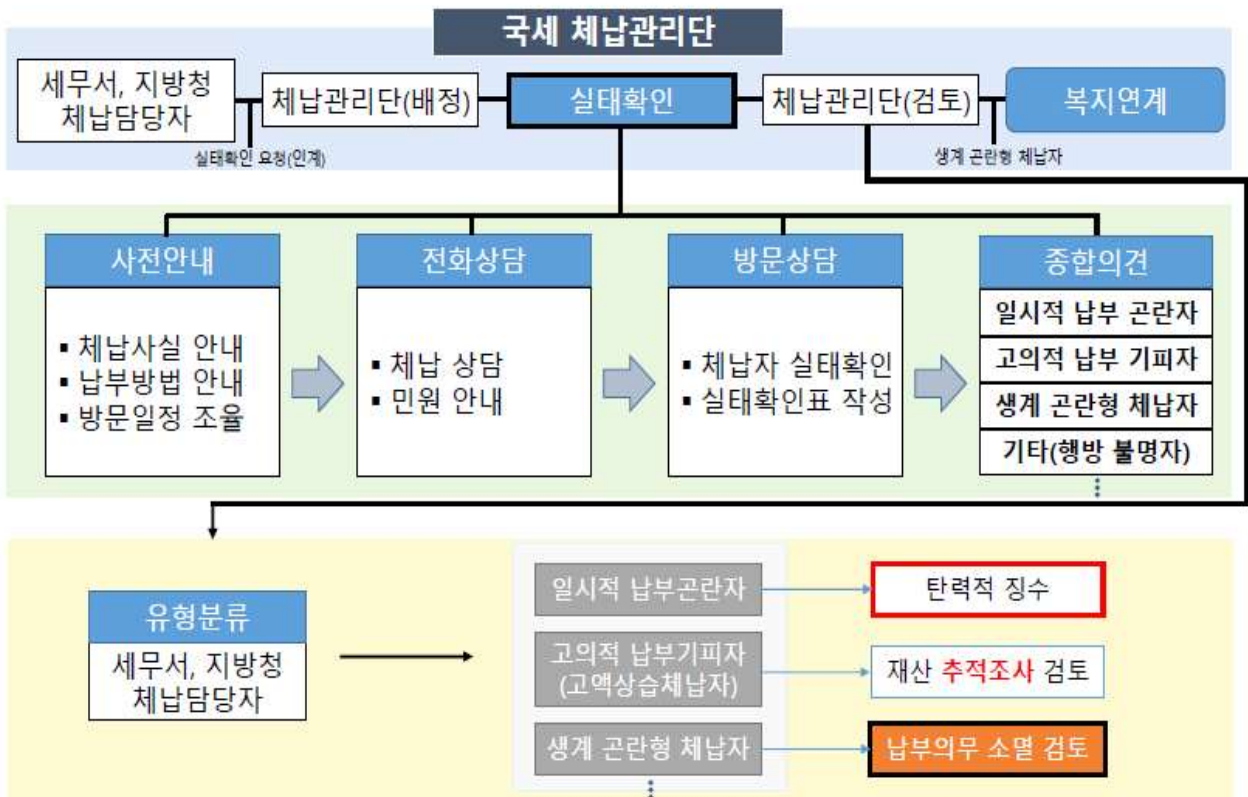 국세 체납관리단
세무서, 지방청
체납담당자
체납관리단(배정)
실태확인
체납관리단(검토)
복지연계
실태확인 요청(인계)
생계 곤란형 체납자
사전안내
▪ 체납사실 안내
▪ 납부방법 안내
▪ 방문일정 조율
전화상담
▪ 체납 상담
▪ 민원 안내
방문상담
▪ 체납자 실태확인
▪ 실태확인표 작성
종합의견
일시적 납부 곤란자
고의적 납부 기피자
생계 곤란형 체납자
기타(행방 불명자)
유형분류
세무서, 지방청
체납담당자
일시적 납부곤란자
탄력적 징수
고의적 납부기피자
(고액상습체납자)
재산 추적조사 검토
생계 곤란형 체납자
납부의무 소멸 검토